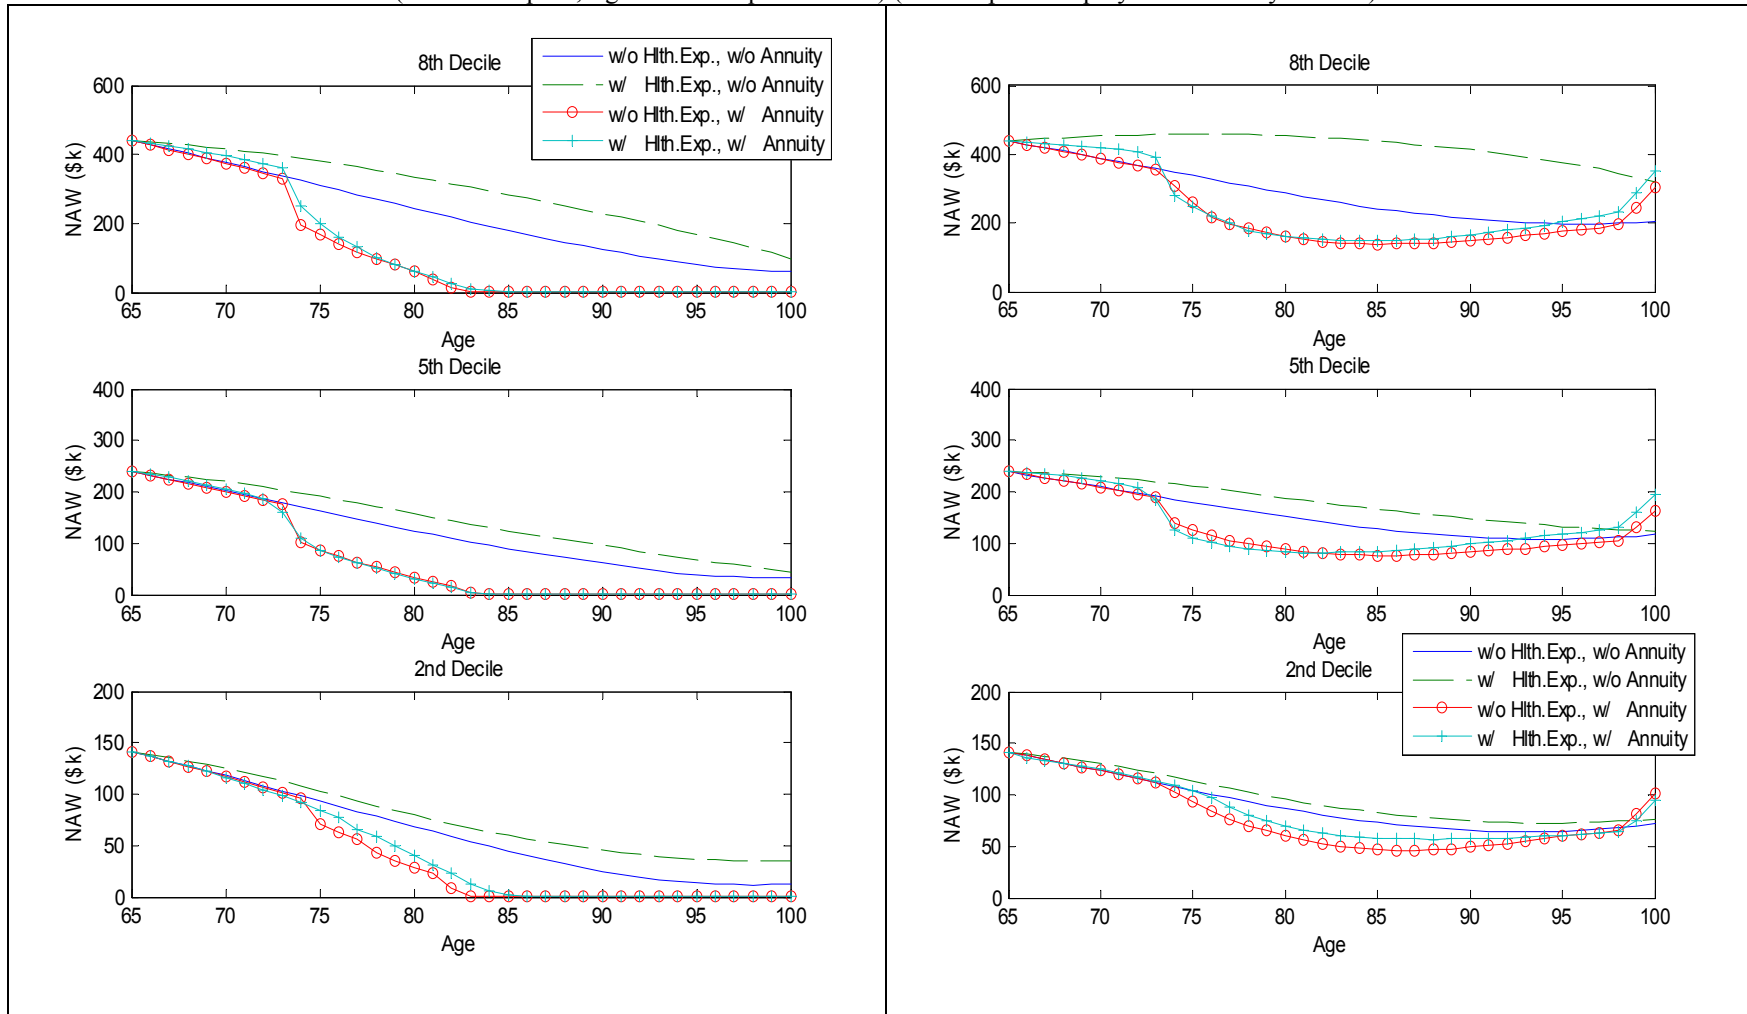 8th Decile
w/o Hlth.Exp., w/o Annuity
w/ Hlth.Exp., w/o Annuity
w/o Hlth.Exp., w/ Annuity
w/ Hlth.Exp., w/ Annuity
NAW ($k)
600
400
200
0
65 70 75 80 85 90 95 100
Age
5th Decile
NAW ($k)
400
300
200
100
0
65 70 75 80 85 90 95 100
Age
2nd Decile
NAW ($k)
200
150
100
50
0
65 70 75 80 85 90 95 100
Age
8th Decile
NAW ($k)
600
400
200
0
65 70 75 80 85 90 95 100
Age
5th Decile
NAW ($k)
400
300
200
100
0
65 70 75 80 85 90 95 100
Age
2nd Decile
w/o Hlth.Exp., w/o Annuity
w/ Hlth.Exp., w/o Annuity
w/o Hlth.Exp., w/ Annuity
w/ Hlth.Exp., w/ Annuity
NAW ($k)
200
150
100
50
0
65 70 75 80 85 90 95 100
Age